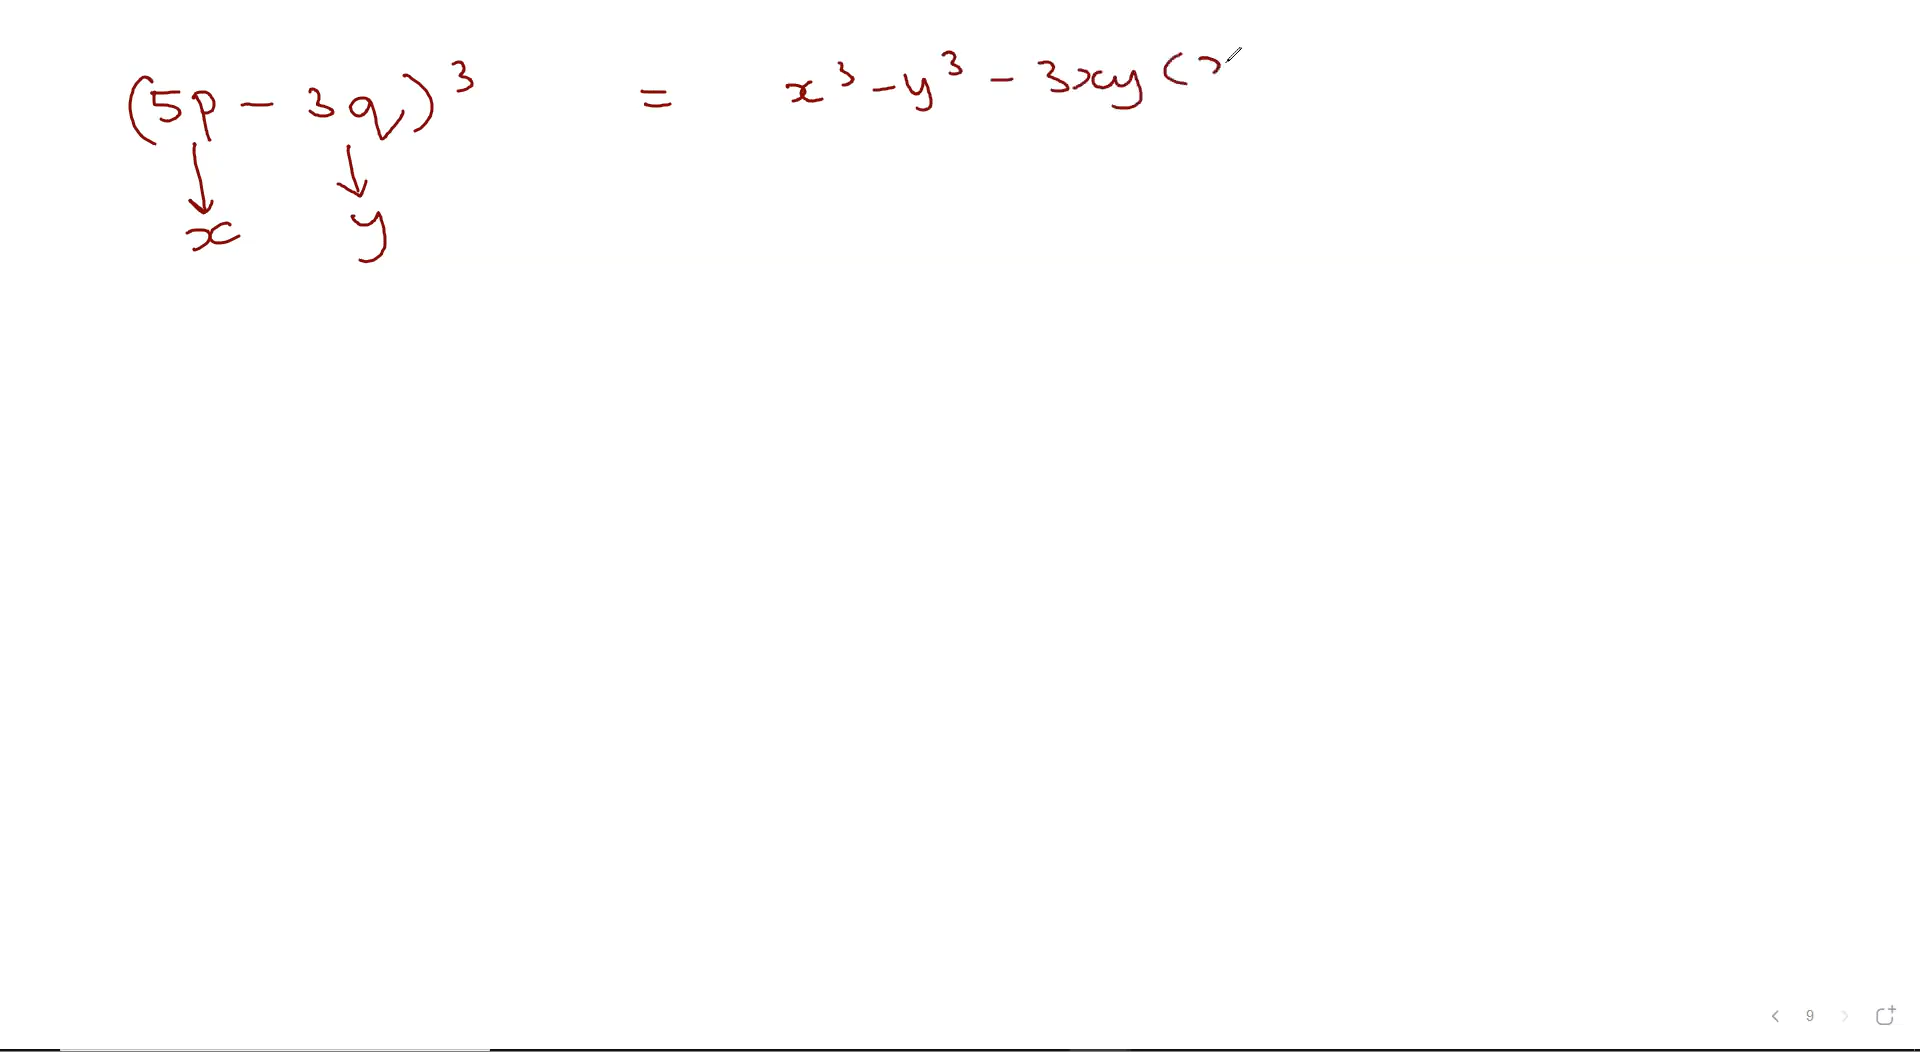 (5p - 3q)³ = x³ - y³ - 3xy(
x y
9